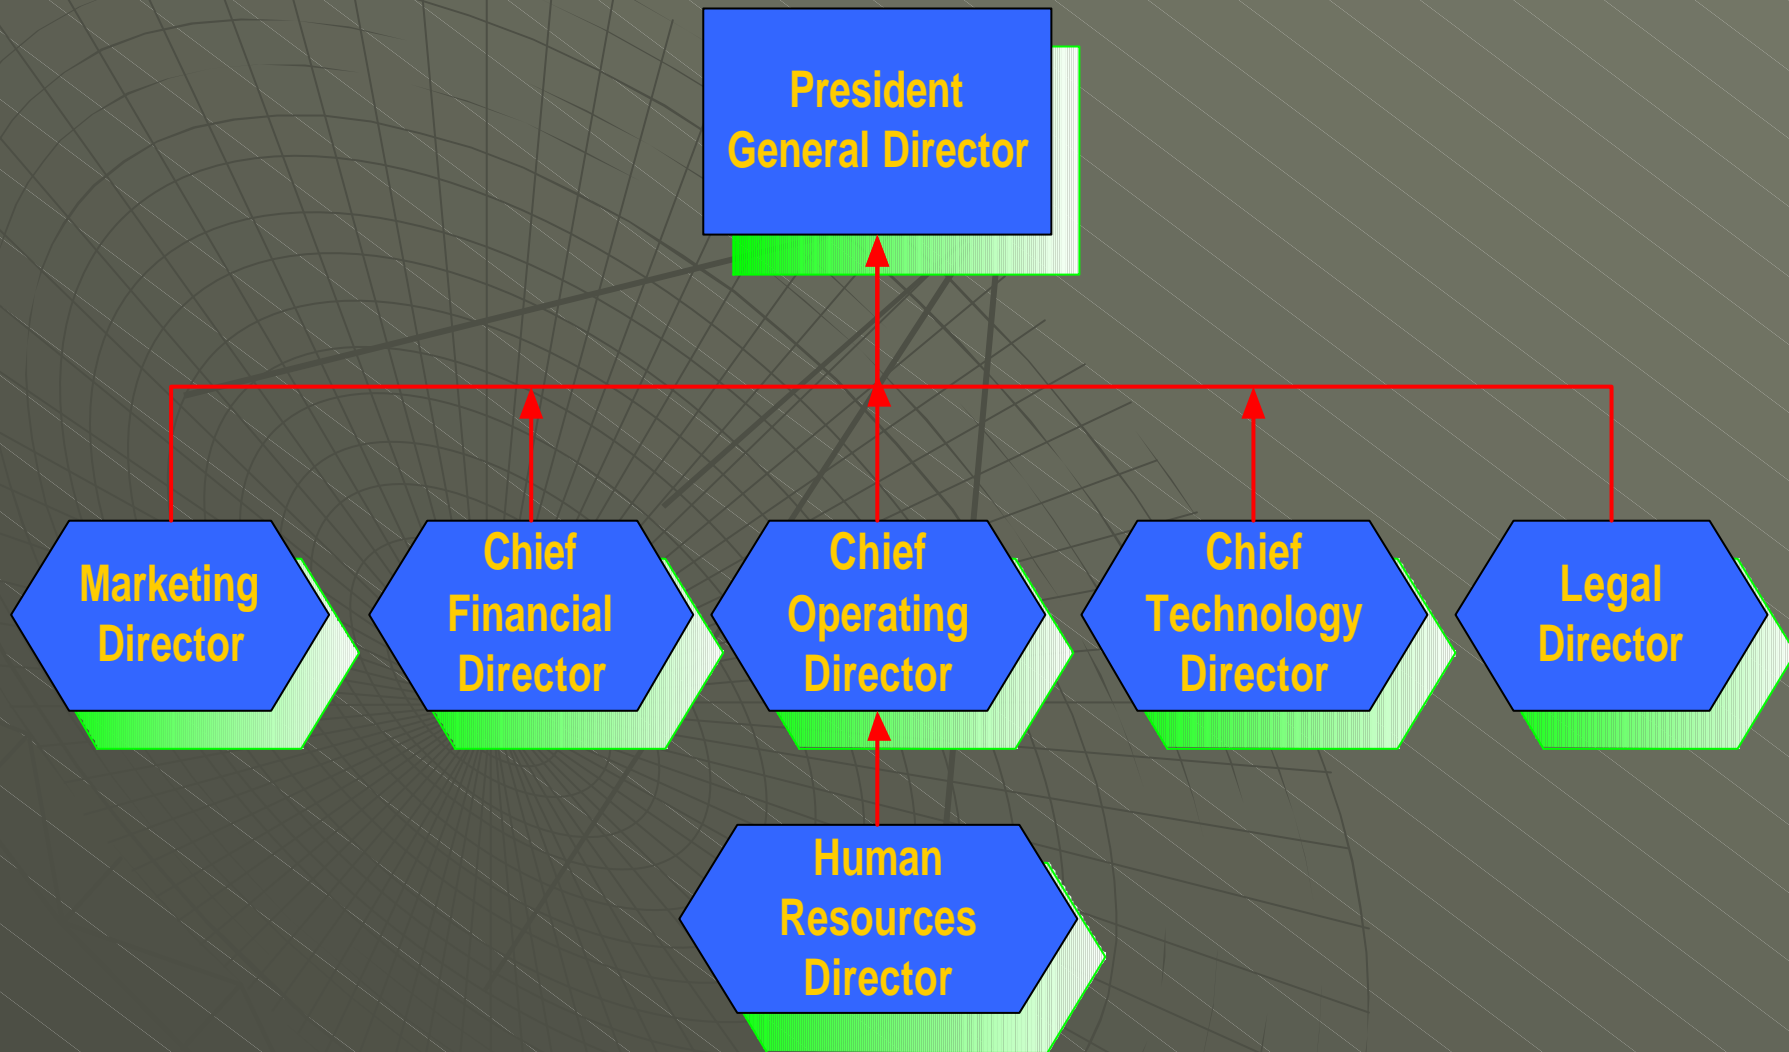 President
General Director
Marketing
Director
Chief
Financial
Director
Chief
Operating
Director
Chief
Technology
Director
Legal
Director
Human
Resources
Director